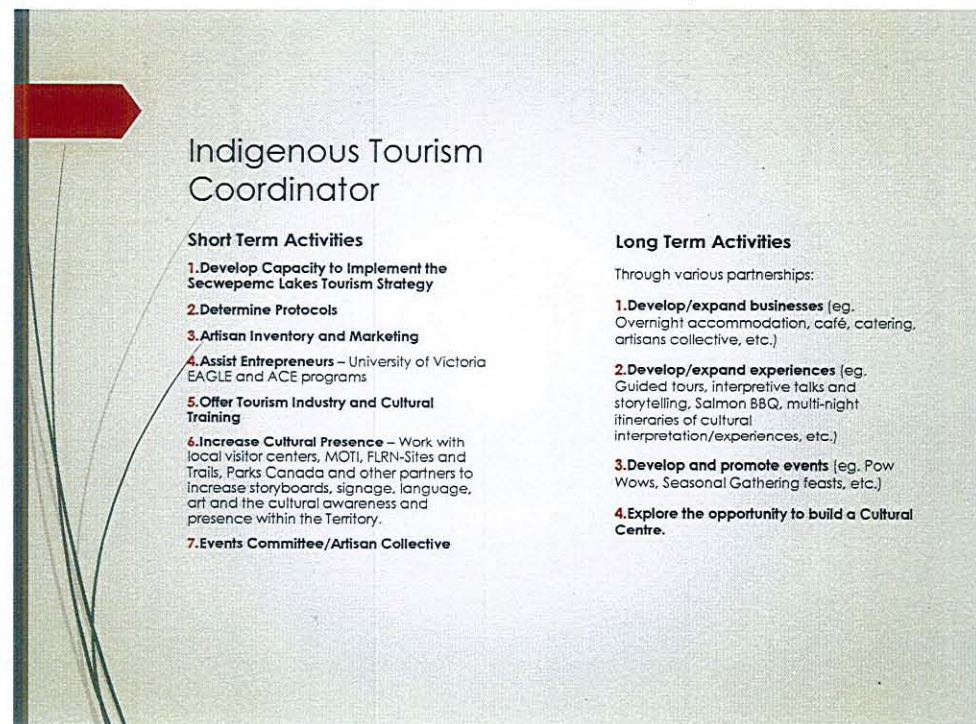 Indigenous Tourism
Coordinator
Short Term Activities
1.Develop Capacity to Implement the
Secwepemc Lakes Tourism Strategy
2.Determine Protocols
3.Artisan Inventory and Marketing
4.Assist Entrepreneurs – University of Victoria
EAGLE and ACE programs
5.Offer Tourism Industry and Cultural
Training
6.Increase Cultural Presence – Work with
local visitor centers, MOTI, FLRN-Sites and
Trails, Parks Canada and other partners to
increase storyboards, signage, language,
art and the cultural awareness and
presence within the Territory.
7.Events Committee/Artisan Collective
Long Term Activities
Through various partnerships:
1.Develop/expand businesses (eg.
Overnight accommodation, café, catering,
artisans collective, etc.)
2.Develop/expand experiences (eg.
Guided tours, interpretive talks and
storytelling, Salmon BBQ, multi-night
itineraries of cultural
interpretation/experiences, etc.)
3.Develop and promote events (eg. Pow
Wows, Seasonal Gathering feasts, etc.)
4.Explore the opportunity to build a Cultural
Centre.